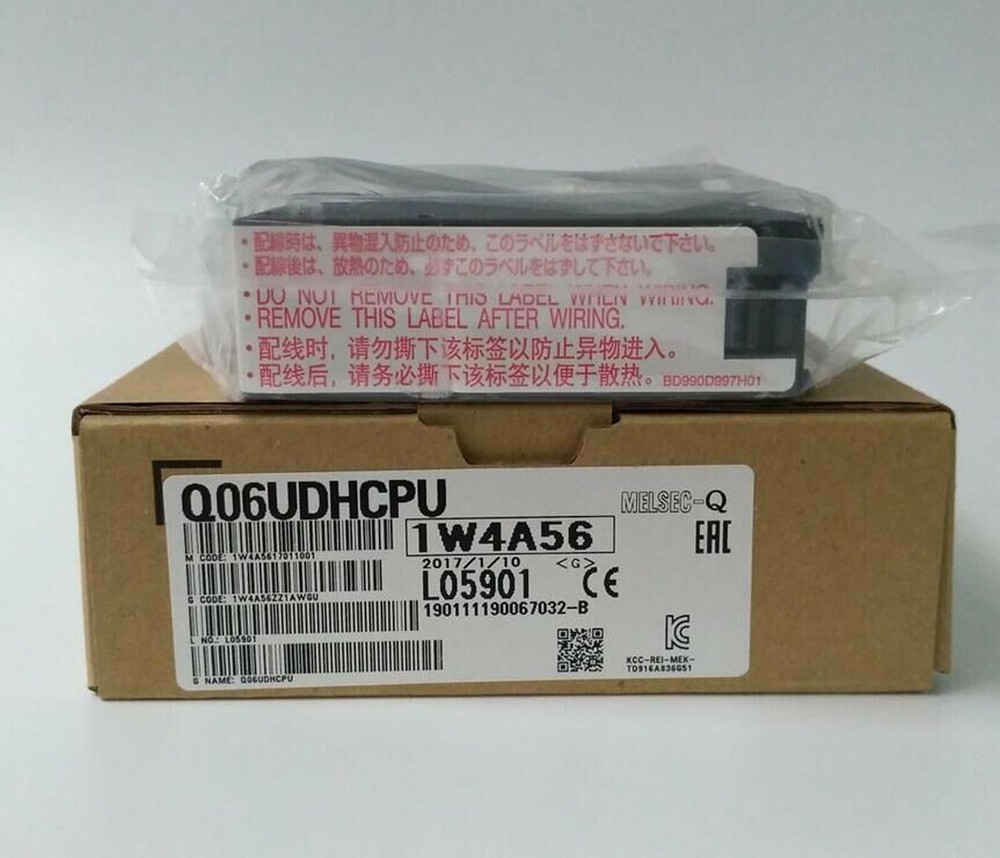 ・配線時は、異物混入防止のため、このラベルをはずさないで下さい。
・配線後は、放熱のため、必ずこのラベルをはずして下さい。
・DO NOT REMOVE THIS LABEL WHEN WIRING.
・REMOVE THIS LABEL AFTER WIRING.
・配线时，请勿撕下该标签以防止异物进入。
・配线后，请务必撕下该标签以便于散热。 BD990D997H01
Q06UDHCPU
MELSEC-Q
1W4A56
M CODE: 1W4A5617011001
2017/1/10 <G>
EAC
L05901 CE
G CODE: 1W4A56ZZ1AWGU
190111190067032-B
L NO.: L05901
KC
KCC-REI-MEK-
TD916A836G51
G NAME: Q06UDHCPU